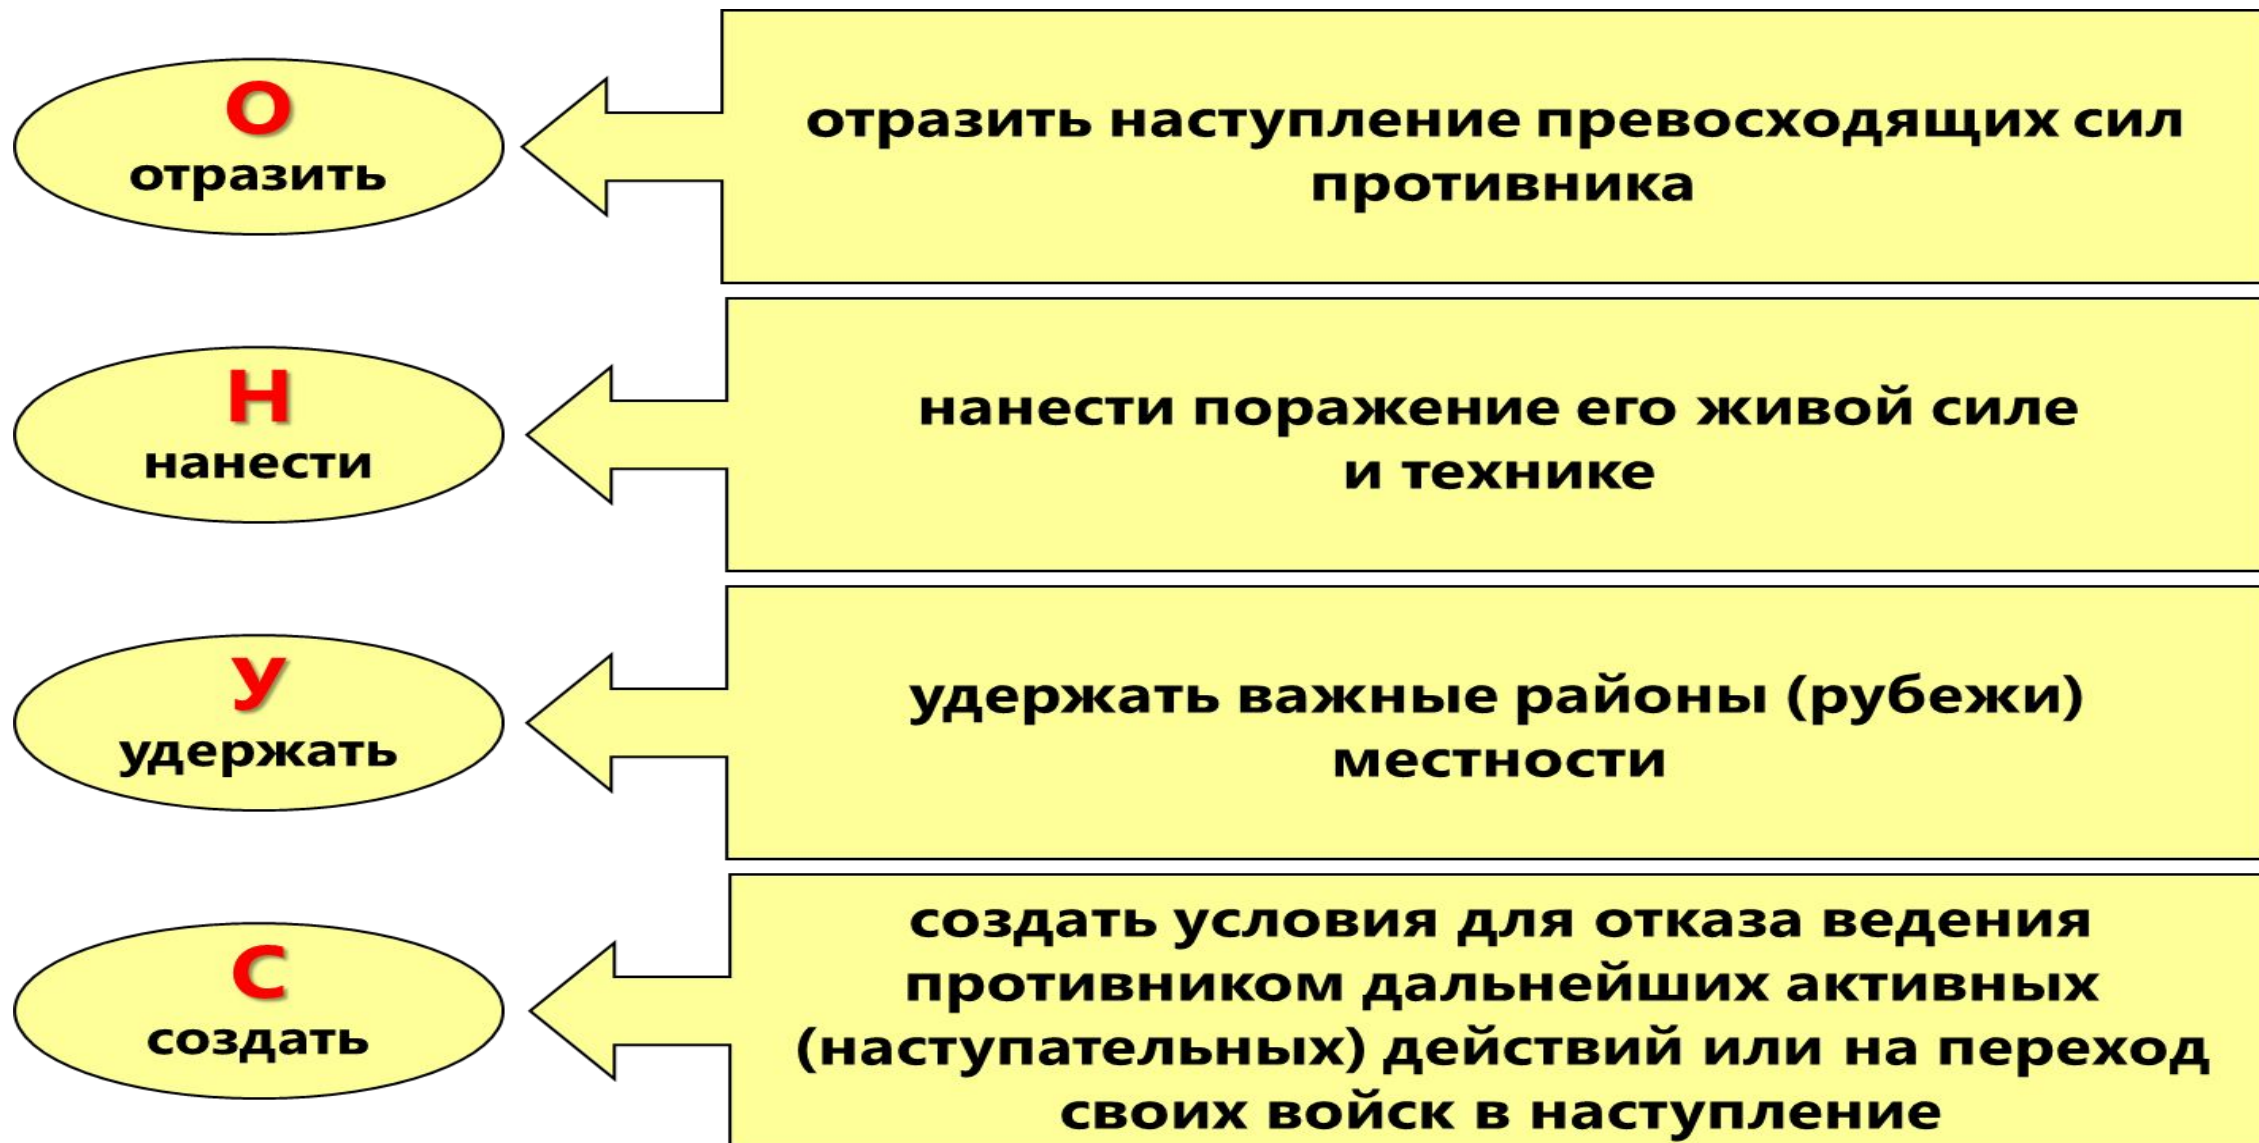 О
отразить
отразить наступление превосходящих сил
противника
Н
нанести
нанести поражение его живой силе
и технике
У
удержать
удержать важные районы (рубежи)
местности
С
создать
создать условия для отказа ведения
противником дальнейших активных
(наступательных) действий или на переход
своих войск в наступление